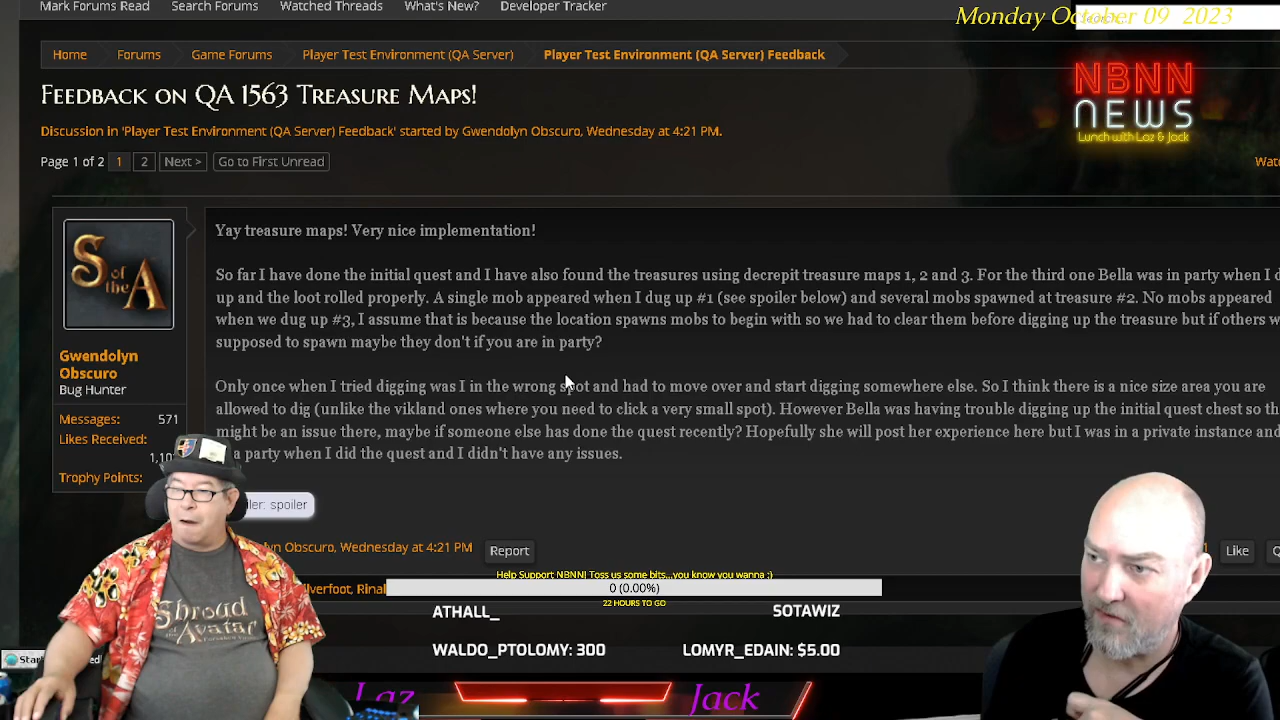 Mark Forums Read Search Forums Watched Threads What's New? Developer Tracker
Monday October 09 2023
Home Forums Game Forums Player Test Environment (QA Server) Player Test Environment (QA Server) Feedback
NBNN
NEWS
Lunch with Laz & Jack
Feedback on QA 1563 Treasure Maps!
Discussion in 'Player Test Environment (QA Server) Feedback' started by Gwendolyn Obscuro, Wednesday at 4:21 PM.
Page 1 of 2 1 2 Next > Go to First Unread
Yay treasure maps! Very nice implementation!
So far I have done the initial quest and I have also found the treasures using decrepit treasure maps 1, 2 and 3. For the third one Bella was in party when I
up and the loot rolled properly. A single mob appeared when I dug up #1 (see spoiler below) and several mobs spawned at treasure #2. No mobs appeared
when we dug up #3, I assume that is because the location spawns mobs to begin with so we had to clear them before digging up the treasure but if others
supposed to spawn maybe they don't if you are in party?
Only once when I tried digging was I in the wrong spot and had to move over and start digging somewhere else. So I think there is a nice size area you are
allowed to dig (unlike the vikland ones where you need to click a very small spot). However Bella was having trouble digging up the initial quest chest so
might be an issue there, maybe if someone else has done the quest recently? Hopefully she will post her experience here but I was in a private instance and
a party when I did the quest and I didn't have any issues.
S of the A
Gwendolyn
Obscuro
Bug Hunter
Messages: 571
Likes Received:
Trophy Points:
spoiler
Obscuro, Wednesday at 4:21 PM Report
Like
Help Support NBNN! Toss us some bits...you know you wanna :)
0 (0.00%)
22 HOURS TO GO
ATHALL_ SOTAWIZ
WALDO_PTOLOMY: 300 LOMYR_EDAIN: $5.00
Laz Jack
Shroud
of the
Avatar